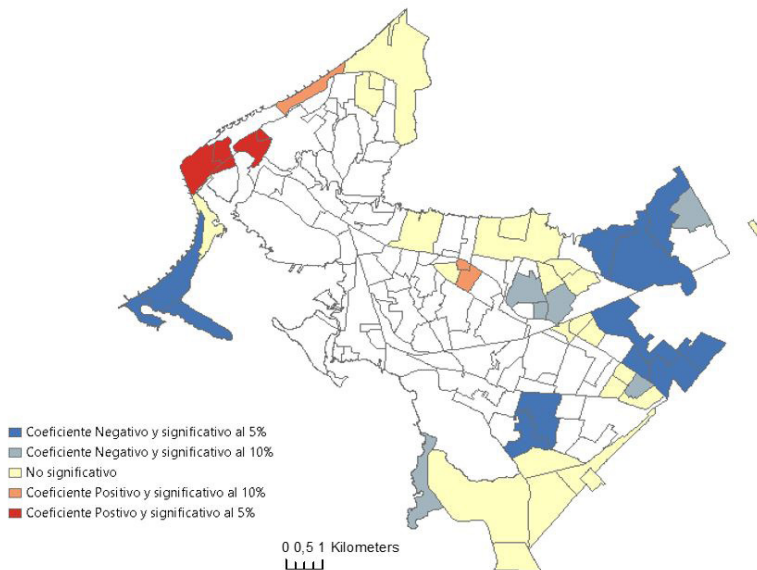 Coeficiente Negativo y significativo al 5%
Coeficiente Negativo y significativo al 10%
No significativo
Coeficiente Positivo y significativo al 10%
Coeficiente Postivo y significativo al 5%
0 0,5 1 Kilometers